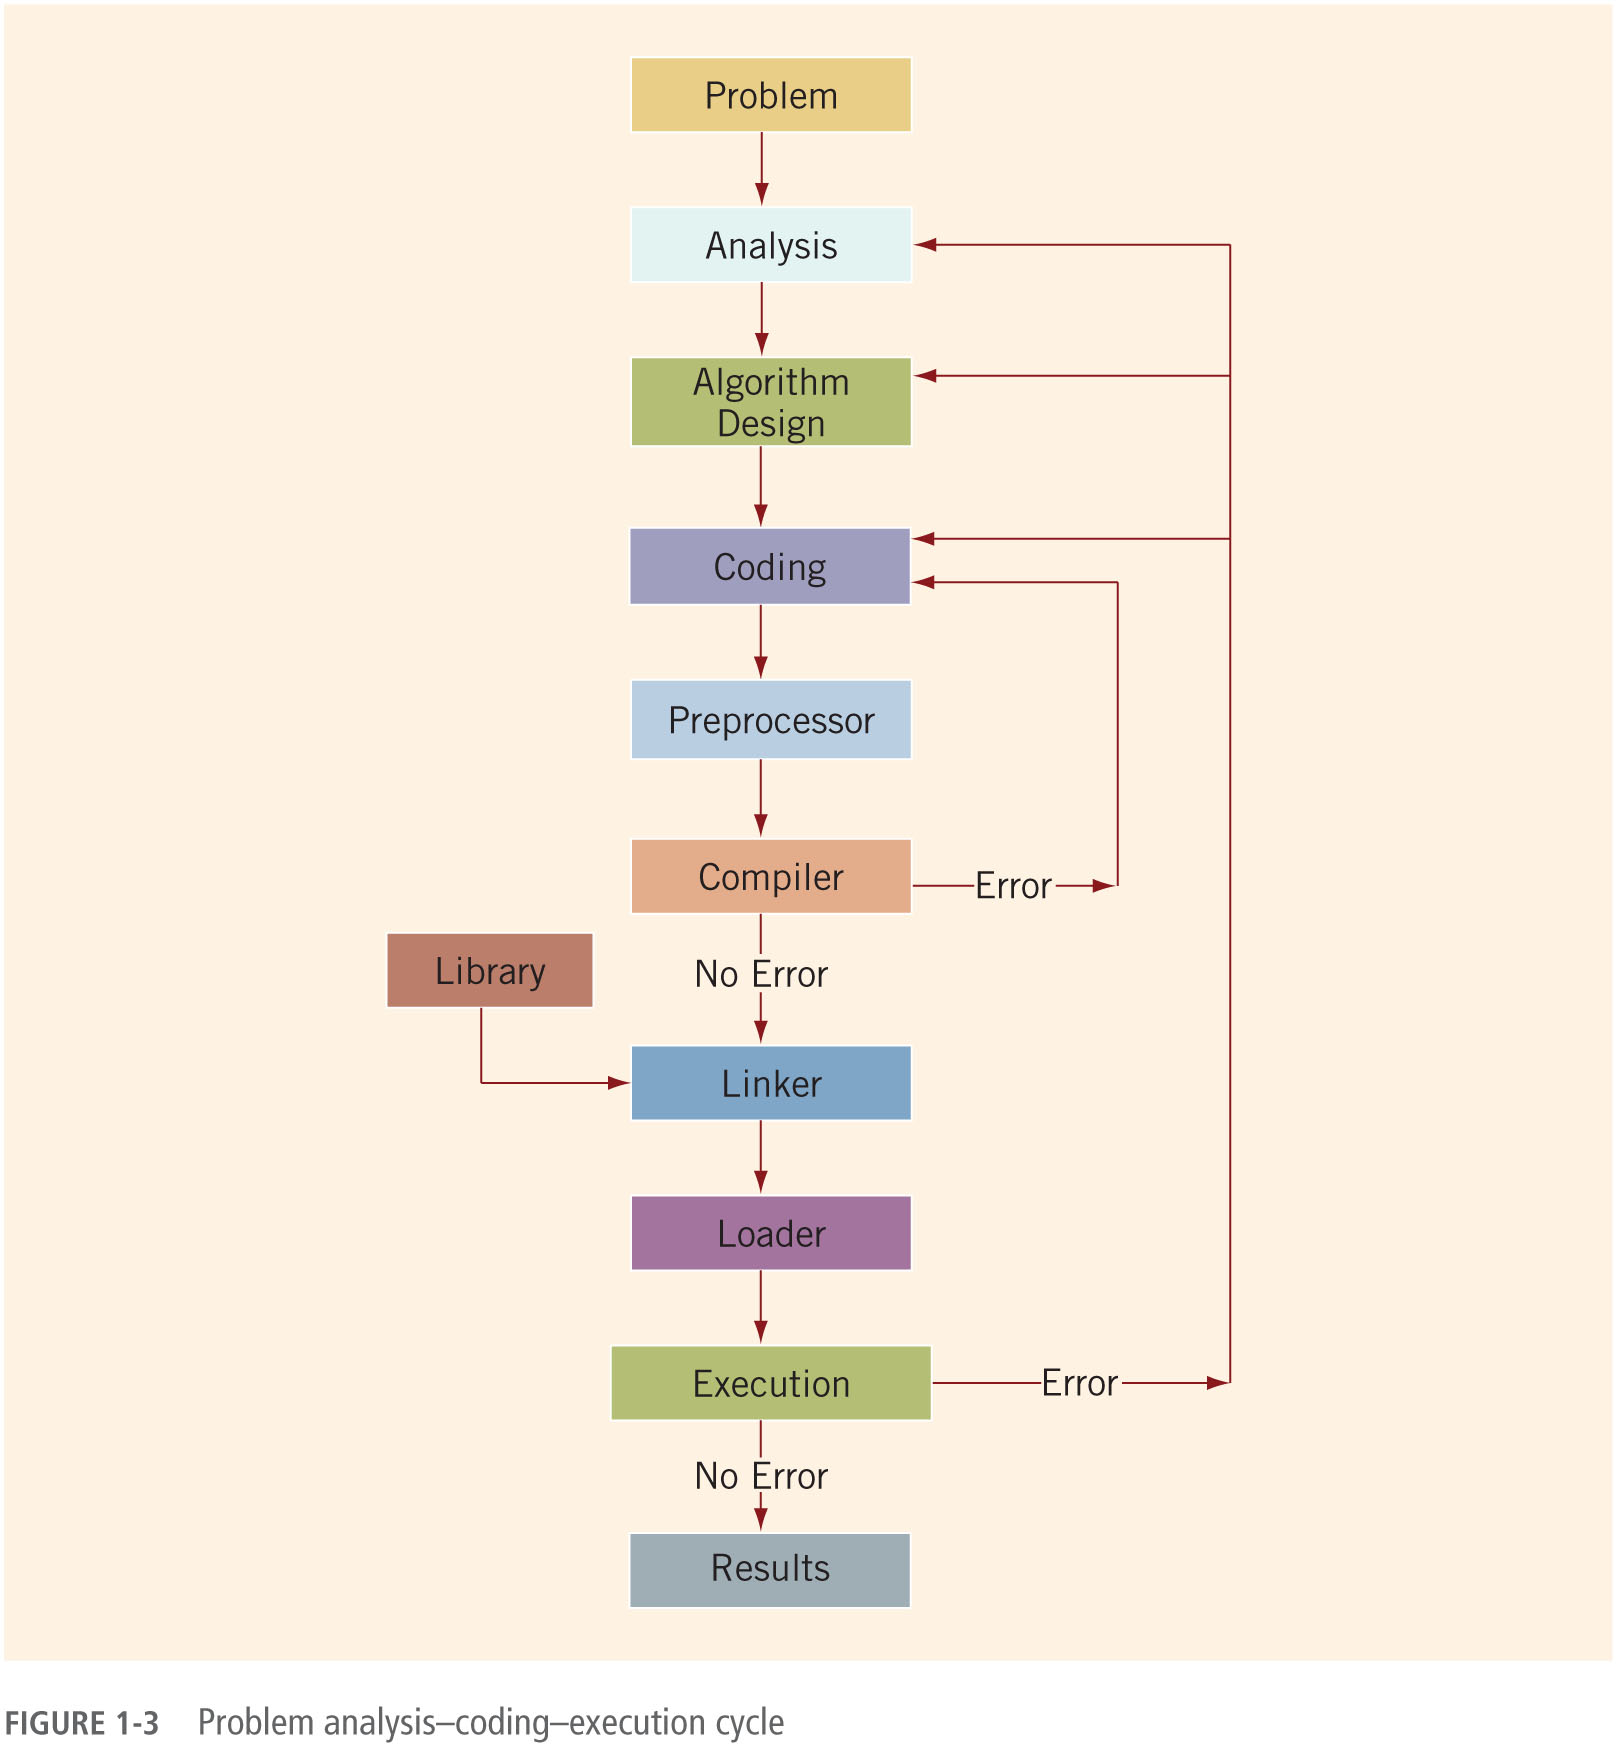 Problem
Analysis
Algorithm
Design
Coding
Preprocessor
Compiler
Error
Library
No Error
Linker
Loader
Execution
Error
No Error
Results
FIGURE 1-3 Problem analysis–coding–execution cycle